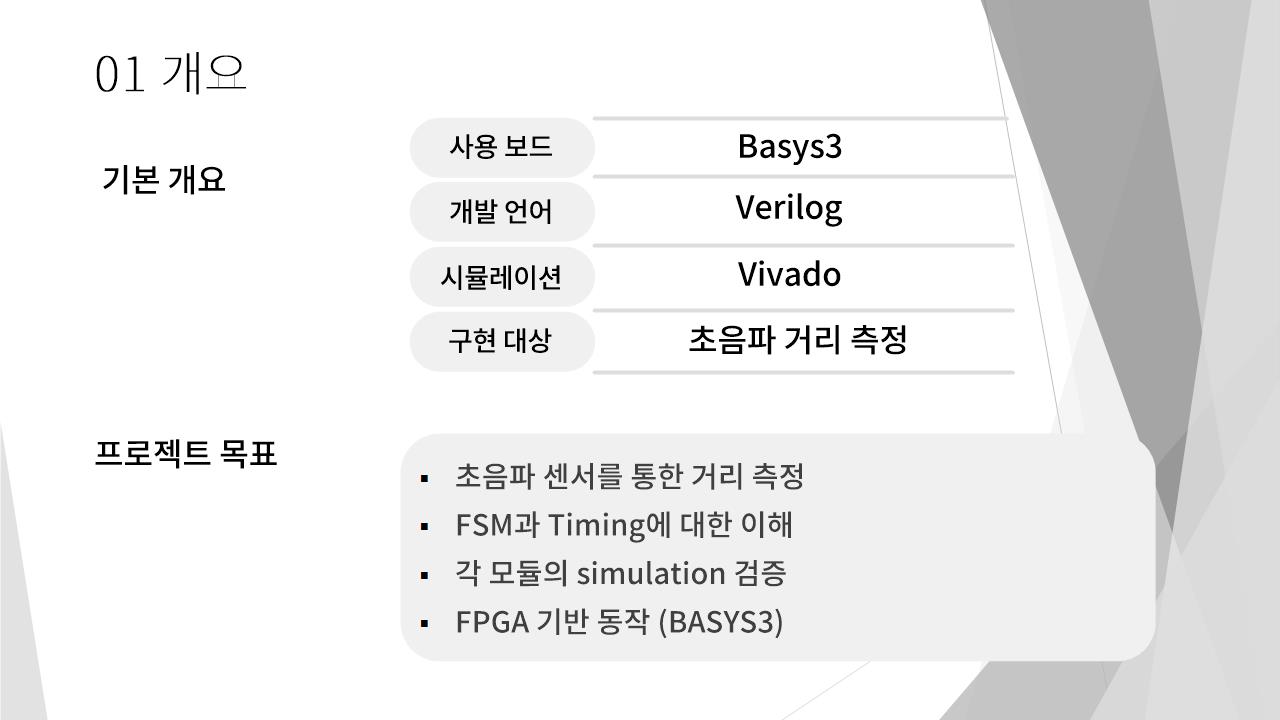 01 개요
기본 개요
사용 보드 Basys3
개발 언어 Verilog
시뮬레이션 Vivado
구현 대상 초음파 거리 측정
프로젝트 목표
▪ 초음파 센서를 통한 거리 측정
▪ FSM과 Timing에 대한 이해
▪ 각 모듈의 simulation 검증
▪ FPGA 기반 동작 (BASYS3)